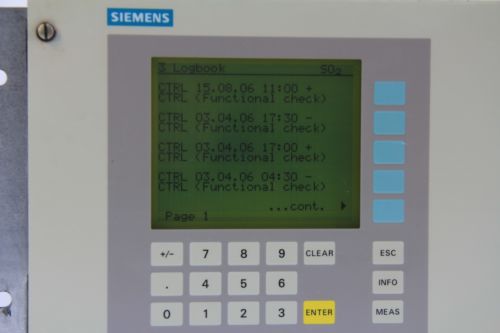 SIEMENS
3 Logbook SO₂
CTRL 15.08.06 11:00 +
CTRL (Functional check)
CTRL 03.04.06 17:30 -
CTRL (Functional check)
CTRL 03.04.06 17:00 +
CTRL (Functional check)
CTRL 03.04.06 04:30 -
CTRL (Functional check)
...cont.
Page 1
+/- 7 8 9 CLEAR ESC
. 4 5 6 INFO
0 1 2 3 ENTER MEAS